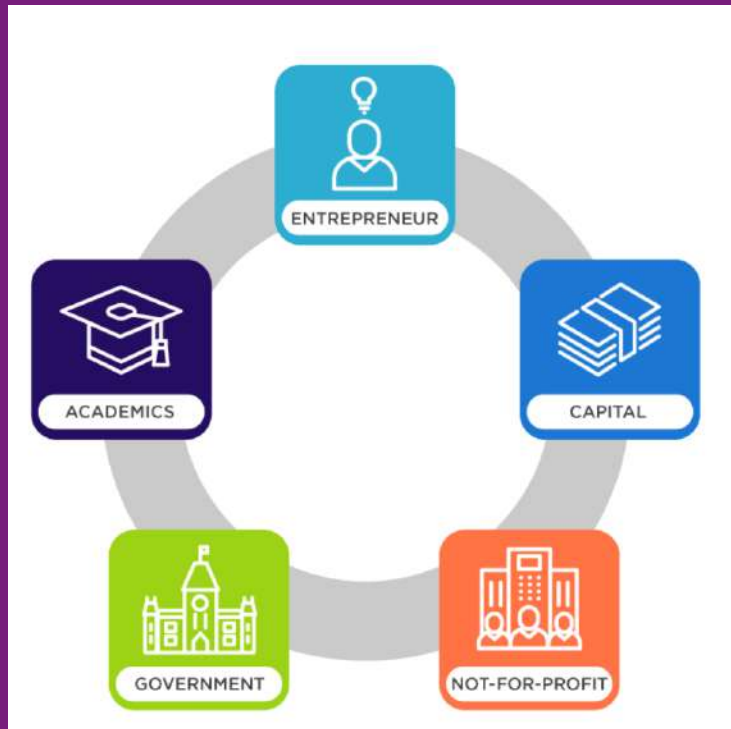 ENTREPRENEUR
ACADEMICS
CAPITAL
GOVERNMENT
NOT-FOR-PROFIT